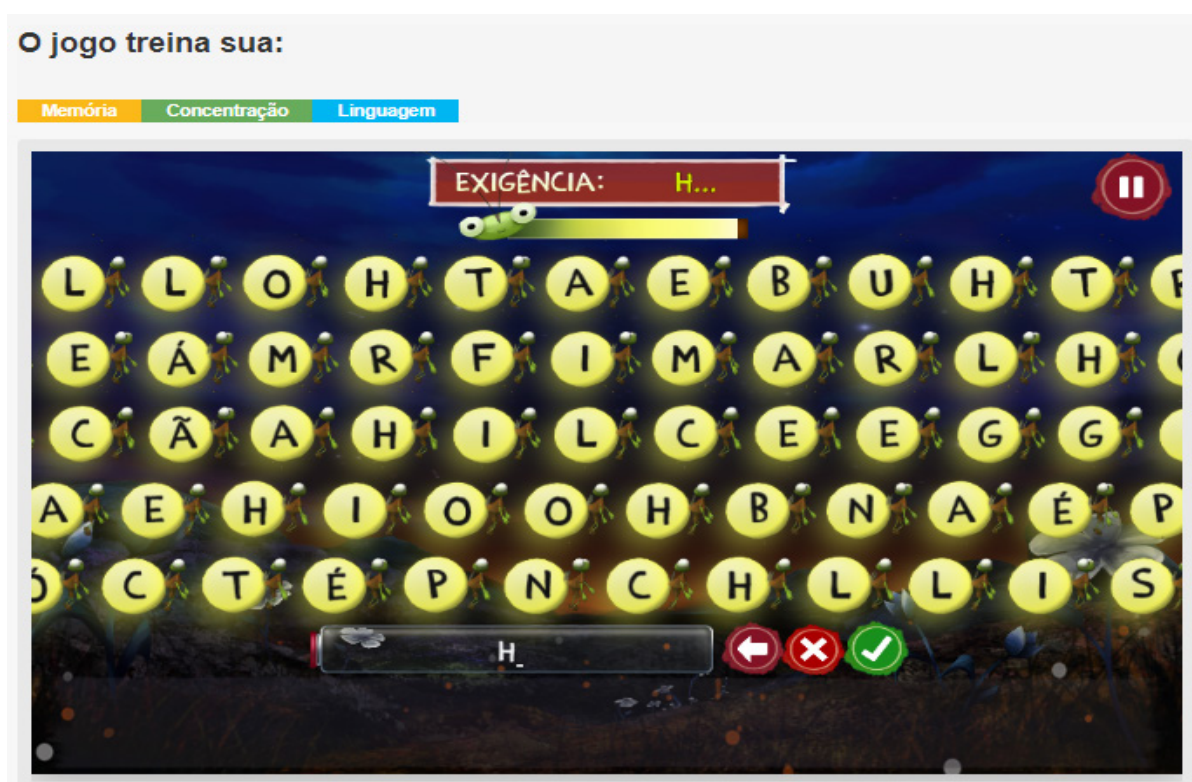 O jogo treina sua:
Memória Concentração Linguagem
EXIGÊNCIA: H...
L L O H T A E B U H T
E Á M R F I M A R L H
C Ã A H I L C E E G G
A E H I O O H B N A É P
Ó C T É P N C H L L I S
H_